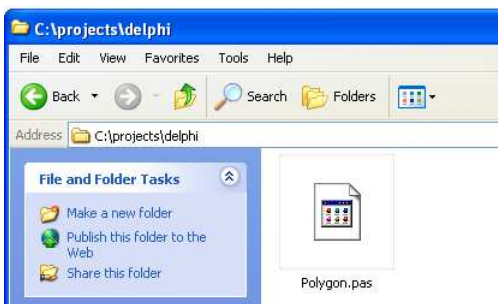 C:\projects\delphi
File Edit View Favorites Tools Help
Back Search Folders
Address C:\projects\delphi
File and Folder Tasks
Make a new folder
Publish this folder to the
Web
Share this folder
Polygon.pas